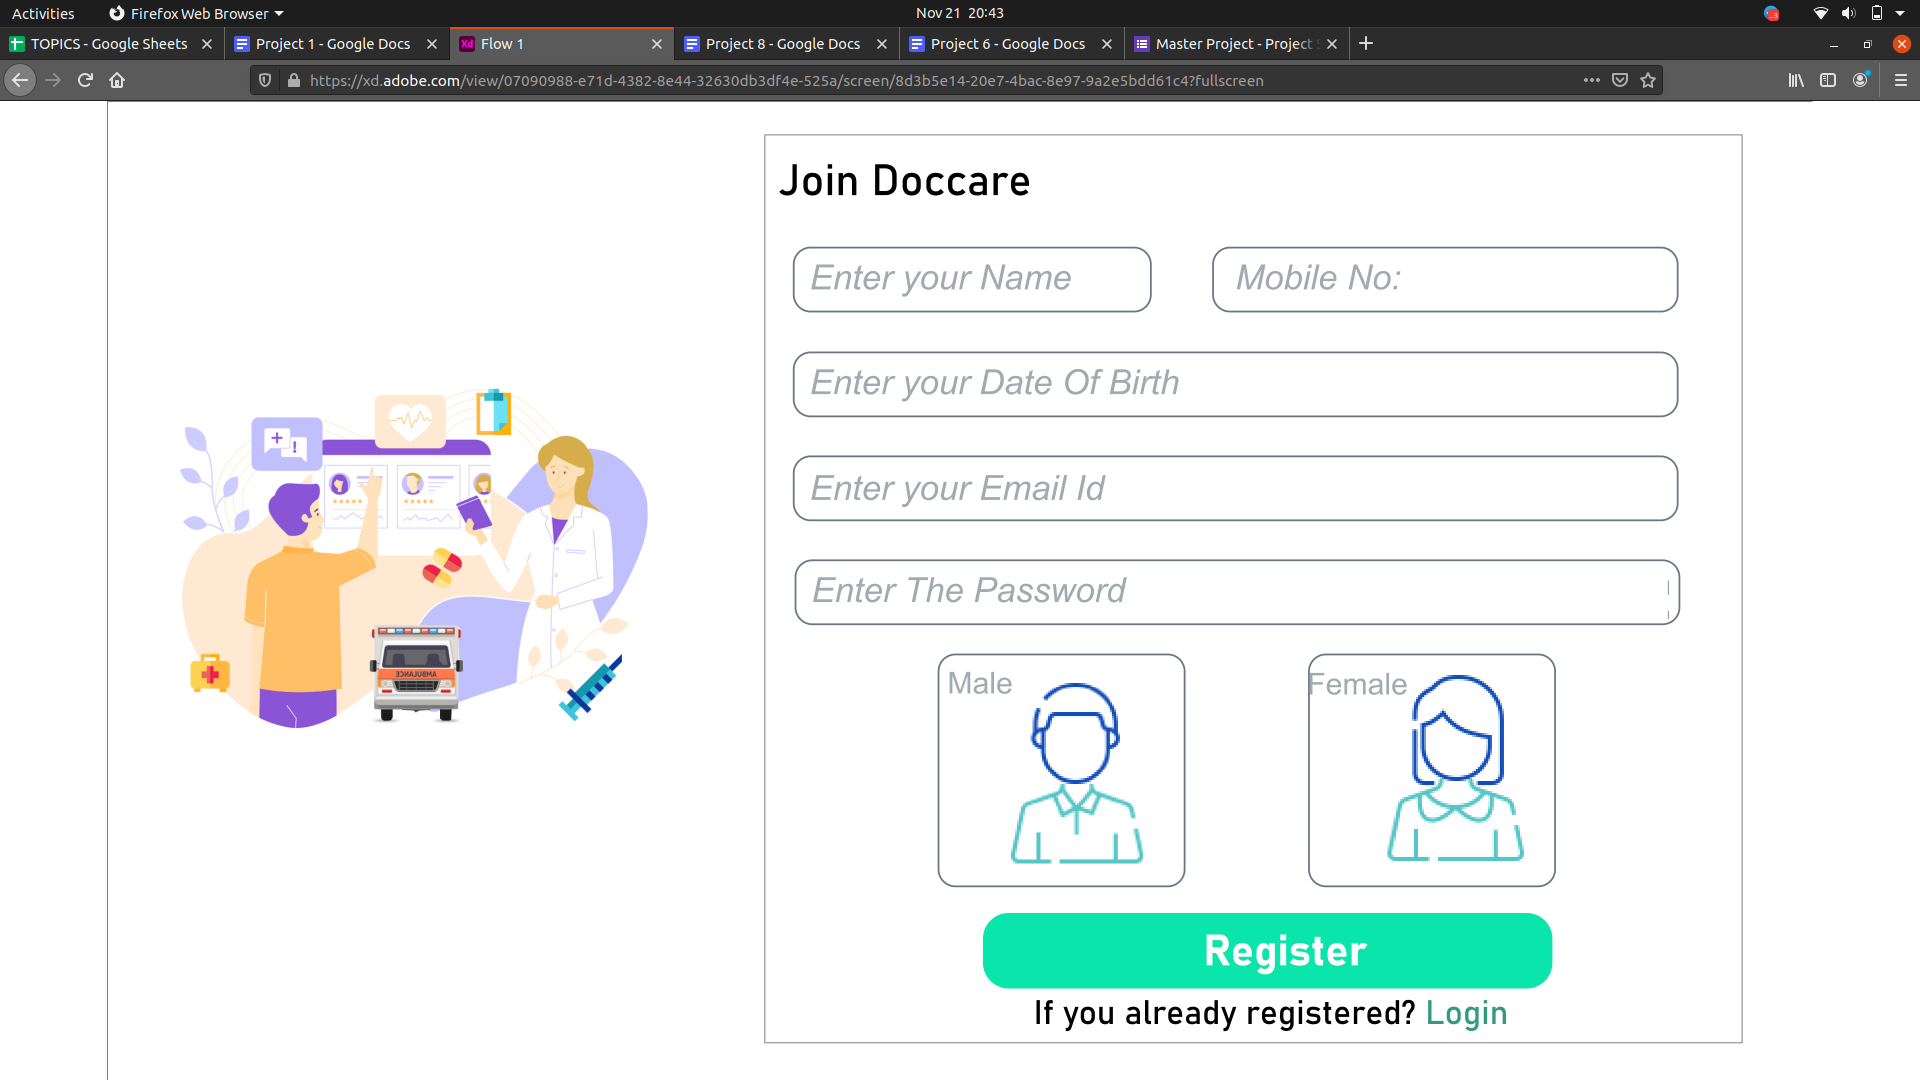 Activities
Firefox Web Browser
Nov 21 20:43
TOPICS - Google Sheets
Project 1 - Google Docs
Xd
Flow 1
Project 8 - Google Docs
Project 6 - Google Docs
Master Project - Project
https://xd.adobe.com/view/07090988-e71d-4382-8e44-32630db3df4e-525a/screen/8d3b5e14-20e7-4bac-8e97-9a2e5bdd61c4?fullscreen
Join Doccare
Enter your Name
Mobile No:
Enter your Date Of Birth
Enter your Email Id
Enter The Password
AMBULANCE
Male
Female
Register
If you already registered? Login